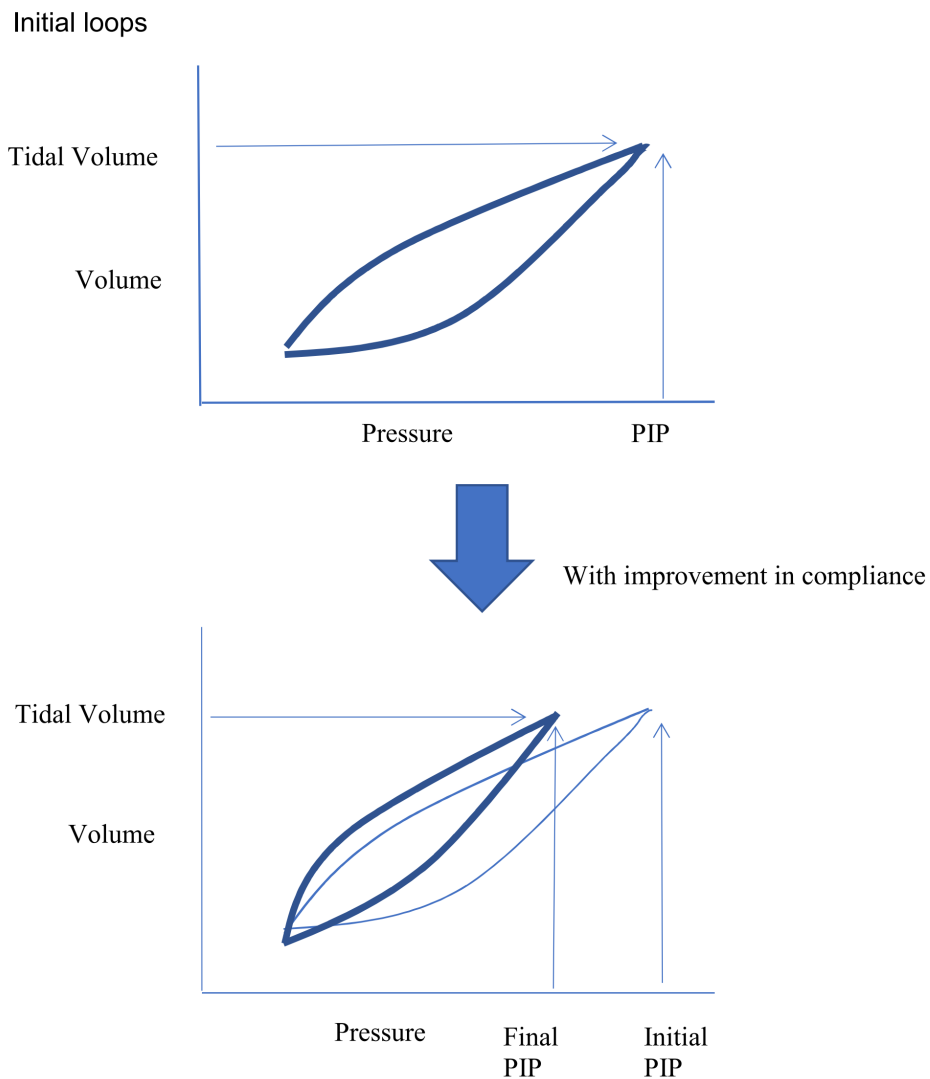 Initial loops
Tidal Volume
Volume
Pressure
PIP
With improvement in compliance
Tidal Volume
Volume
Pressure
Final
PIP
Initial
PIP